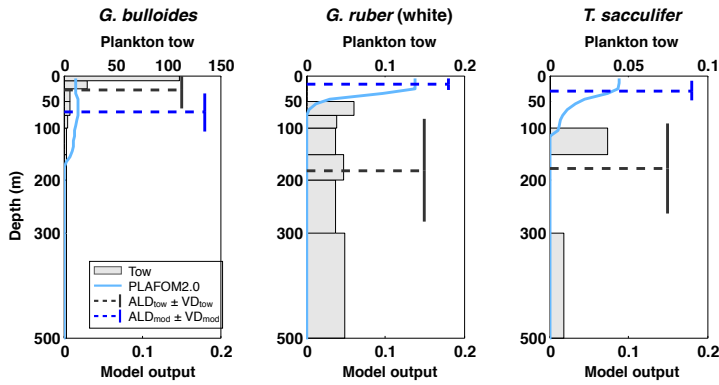 G. bulloides
G. ruber (white)
T. sacculifer
Plankton tow
Plankton tow
Plankton tow
0 50 100 150
0 0.1 0.2
0 0.05 0.1
Depth (m)
0
50
100
200
300
500
0
50
100
200
300
500
0
50
100
200
300
500
Tow
PLAFOM2.0
ALDtow ± VDtow
ALDmod ± VDmod
0 0.1 0.2
0 0.1 0.2
0 0.1 0.2
Model output
Model output
Model output